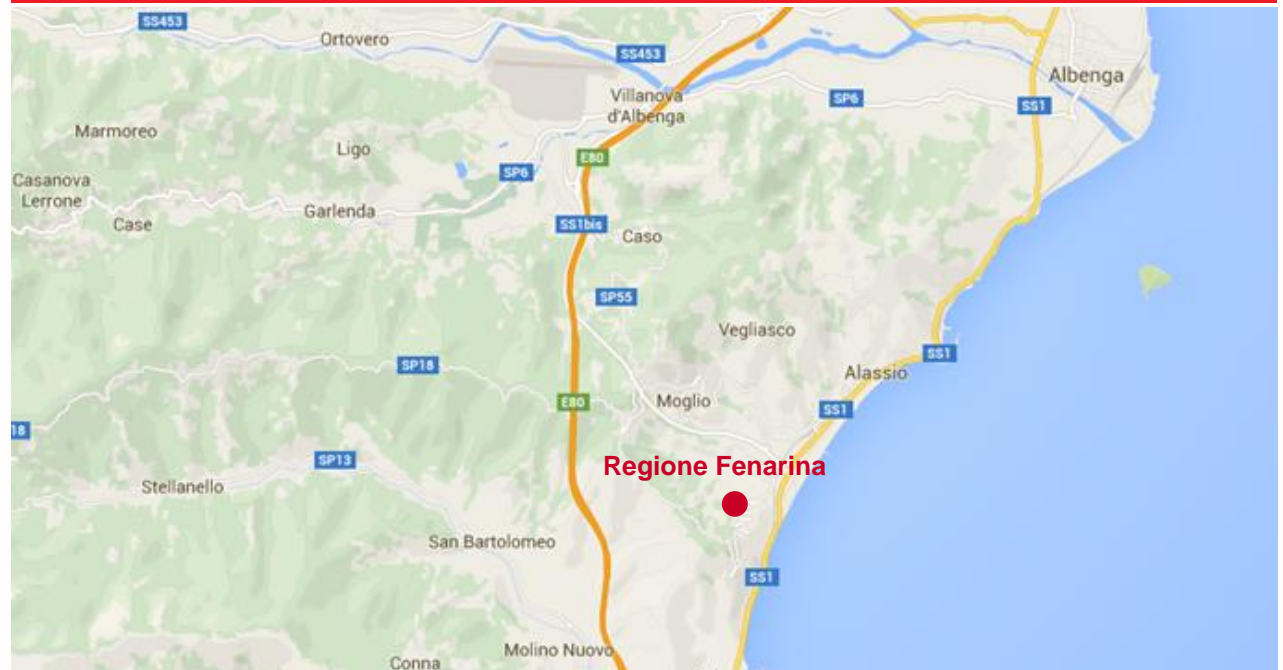 SS453
Ortovero
SS453
Albenga
Villanova
d'Albenga
SP6
SS1
Marmoreo
Ligo
E80
SP6
Casanova
Lerrone
Case
Garlenda
SS1bis
Caso
SP55
Vegliasco
SS1
SP18
Alassio
E80
Moglio
SS1
18
SP13
Regione Fenarina
Stellanello
San Bartolomeo
SS1
Molino Nuovo
Conna